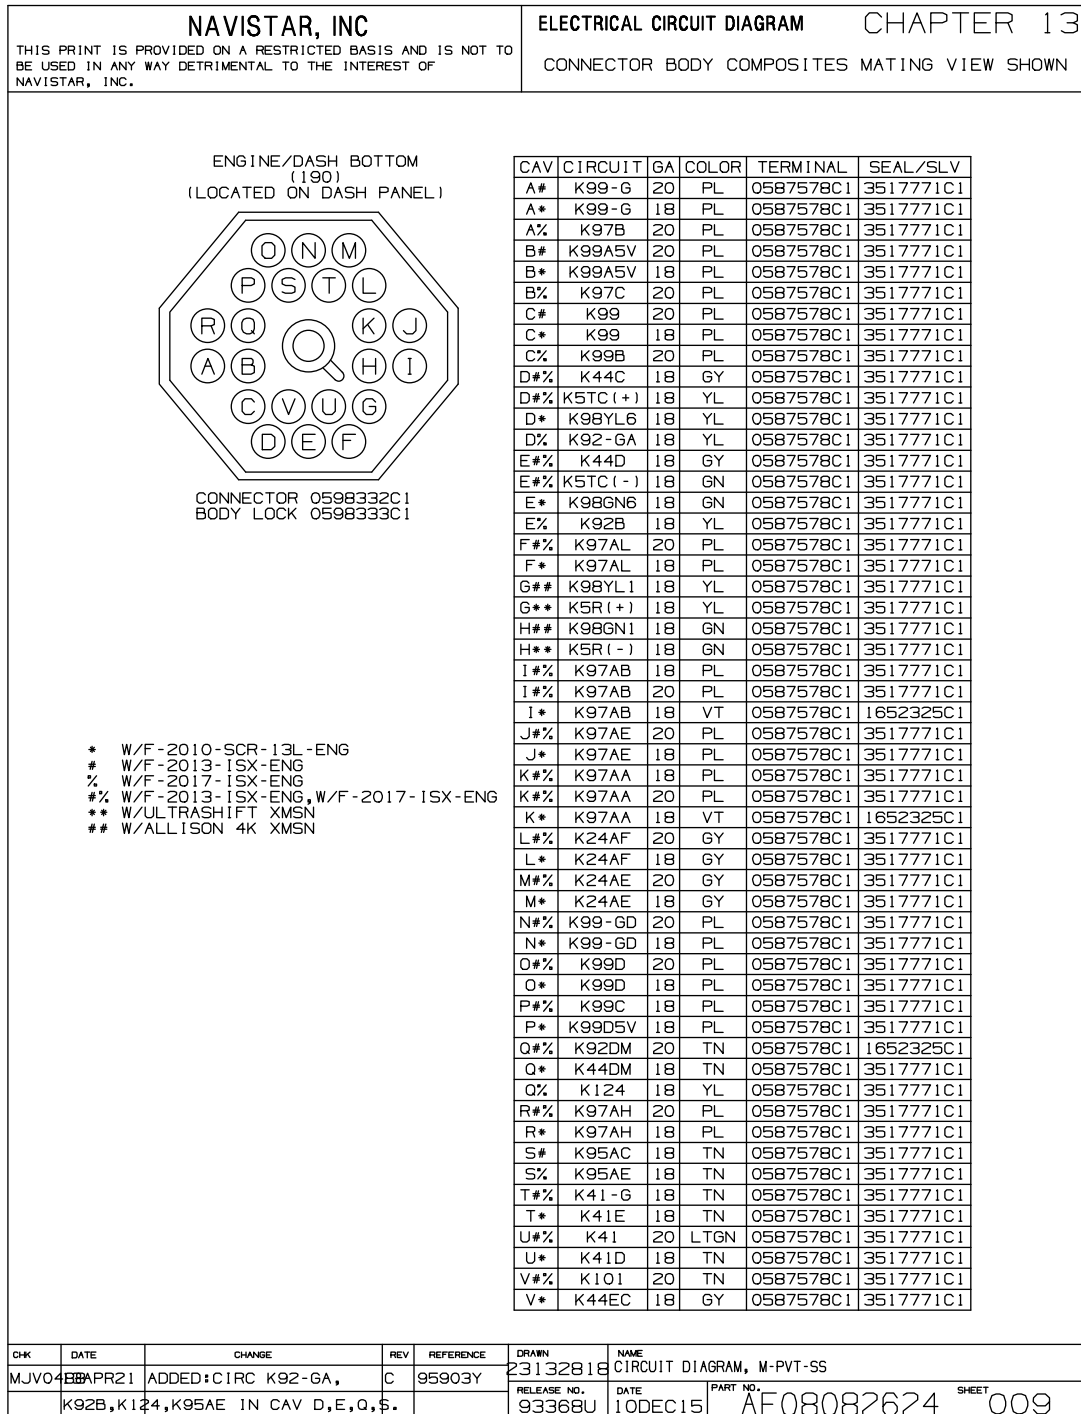 NAVISTAR, INC
THIS PRINT IS PROVIDED ON A RESTRICTED BASIS AND IS NOT TO
BE USED IN ANY WAY DETRIMENTAL TO THE INTEREST OF
NAVISTAR, INC.
ELECTRICAL CIRCUIT DIAGRAM CHAPTER 13
CONNECTOR BODY COMPOSITES MATING VIEW SHOWN
ENGINE/DASH BOTTOM
(190)
(LOCATED ON DASH PANEL)
O N M
P S T L
R Q K J
A B H I
C V U G
D E F
CONNECTOR 0598332C1
BODY LOCK 0598333C1
* W/F-2010-SCR-13L-ENG
# W/F-2013-ISX-ENG
% W/F-2017-ISX-ENG
#% W/F-2013-ISX-ENG,W/F-2017-ISX-ENG
** W/ULTRASHIFT XMSN
## W/ALLISON 4K XMSN
CAV CIRCUIT GA COLOR TERMINAL SEAL/SLV
A# K99-G 20 PL 0587578C1 3517771C1
A* K99-G 18 PL 0587578C1 3517771C1
A% K97B 20 PL 0587578C1 3517771C1
B# K99A5V 20 PL 0587578C1 3517771C1
B* K99A5V 18 PL 0587578C1 3517771C1
B% K97C 20 PL 0587578C1 3517771C1
C# K99 20 PL 0587578C1 3517771C1
C* K99 18 PL 0587578C1 3517771C1
C% K99B 20 PL 0587578C1 3517771C1
D#% K44C 18 GY 0587578C1 3517771C1
D#% K5TC(+) 18 YL 0587578C1 3517771C1
D* K98YL6 18 YL 0587578C1 3517771C1
D% K92-GA 18 YL 0587578C1 3517771C1
E#% K44D 18 GY 0587578C1 3517771C1
E#% K5TC(-) 18 GN 0587578C1 3517771C1
E* K98GN6 18 GN 0587578C1 3517771C1
E% K92B 18 YL 0587578C1 3517771C1
F#% K97AL 20 PL 0587578C1 3517771C1
F* K97AL 18 PL 0587578C1 3517771C1
G## K98YL1 18 YL 0587578C1 3517771C1
G** K5R(+) 18 YL 0587578C1 3517771C1
H## K98GN1 18 GN 0587578C1 3517771C1
H** K5R(-) 18 GN 0587578C1 3517771C1
I#% K97AB 18 PL 0587578C1 3517771C1
I#% K97AB 20 PL 0587578C1 3517771C1
I* K97AB 18 VT 0587578C1 1652325C1
J#% K97AE 20 PL 0587578C1 3517771C1
J* K97AE 18 PL 0587578C1 3517771C1
K#% K97AA 18 PL 0587578C1 3517771C1
K#% K97AA 20 PL 0587578C1 3517771C1
K* K97AA 18 VT 0587578C1 1652325C1
L#% K24AF 20 GY 0587578C1 3517771C1
L* K24AF 18 GY 0587578C1 3517771C1
M#% K24AE 20 GY 0587578C1 3517771C1
M* K24AE 18 GY 0587578C1 3517771C1
N#% K99-GD 20 PL 0587578C1 3517771C1
N* K99-GD 18 PL 0587578C1 3517771C1
O#% K99D 20 PL 0587578C1 3517771C1
O* K99D 18 PL 0587578C1 3517771C1
P#% K99C 18 PL 0587578C1 3517771C1
P* K99D5V 18 PL 0587578C1 3517771C1
Q#% K92DM 20 TN 0587578C1 1652325C1
Q* K44DM 18 TN 0587578C1 3517771C1
Q% K124 18 YL 0587578C1 3517771C1
R#% K97AH 20 PL 0587578C1 3517771C1
R* K97AH 18 PL 0587578C1 3517771C1
S# K95AC 18 TN 0587578C1 3517771C1
S% K95AE 18 TN 0587578C1 3517771C1
T#% K41-G 18 TN 0587578C1 3517771C1
T* K41E 18 TN 0587578C1 3517771C1
U#% K41 20 LTGN 0587578C1 3517771C1
U* K41D 18 TN 0587578C1 3517771C1
V#% K101 20 TN 0587578C1 3517771C1
V* K44EC 18 GY 0587578C1 3517771C1
CHK DATE CHANGE REV REFERENCE
APR21 ADDED:CIRC K92-GA, C 95903Y
K92B,K124,K95AE IN CAV D,E,Q,S.
DRAWN 23132818
NAME CIRCUIT DIAGRAM, M-PVT-SS
RELEASE NO. 93368U
DATE 10DEC15
PART NO. AF08082624
SHEET 009